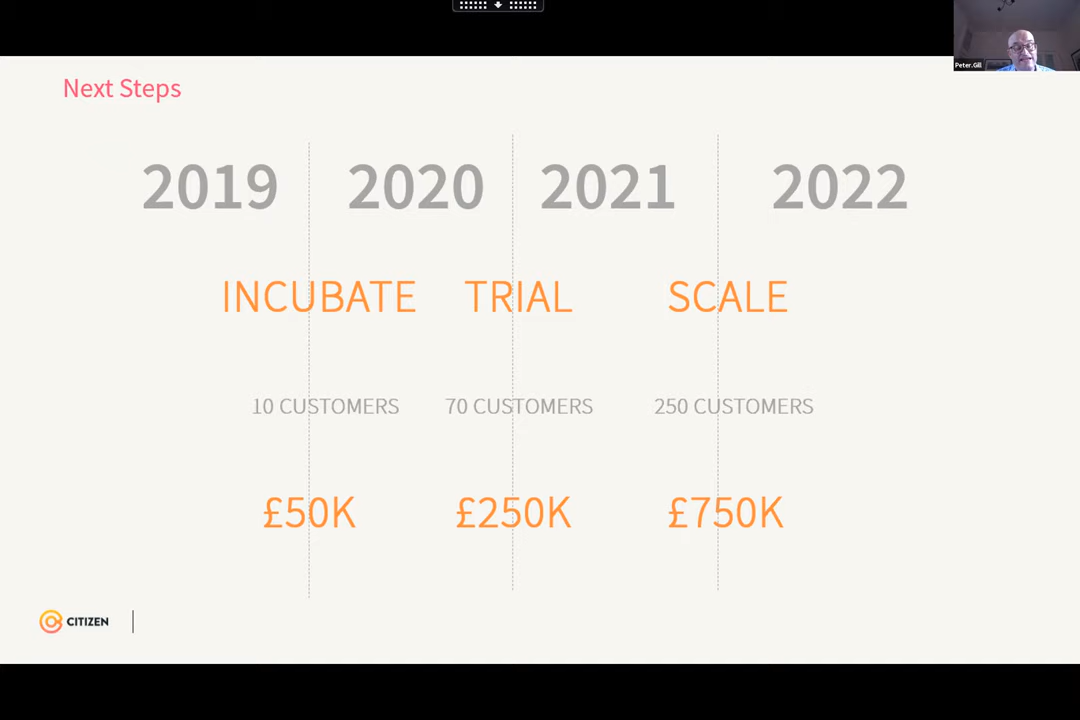 Peter.Gill
Next Steps
2019 2020 2021 2022
INCUBATE TRIAL SCALE
10 CUSTOMERS 70 CUSTOMERS 250 CUSTOMERS
£50K £250K £750K
CITIZEN